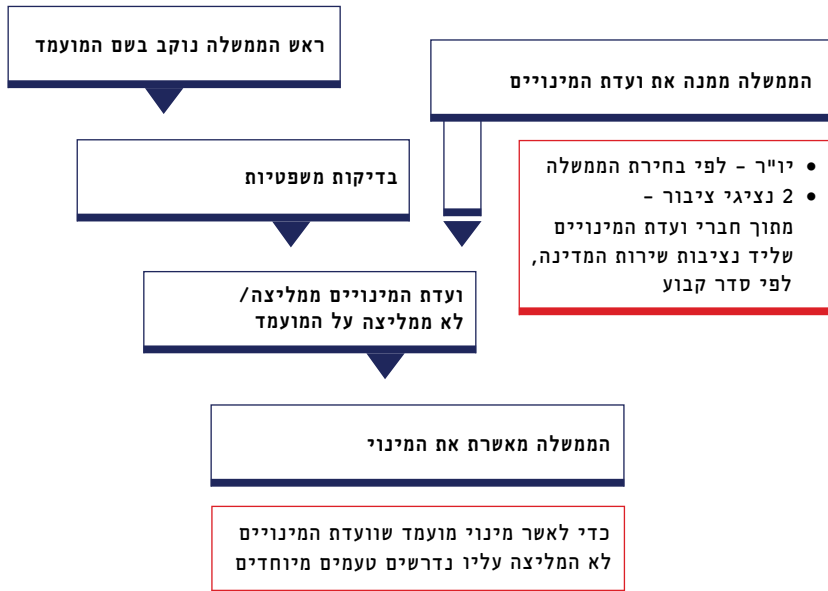 ראש הממשלה נוקב בשם המועמד
הממשלה ממנה את ועדת המינויים
• יו"ר – לפי בחירת הממשלה
• 2 נציגי ציבור –
מתוך חברי ועדת המינויים
שליד נציבות שירות המדינה,
לפי סדר קבוע
בדיקות משפטיות
ועדת המינויים ממליצה/
לא ממליצה על המועמד
הממשלה מאשרת את המינוי
כדי לאשר מינוי מועמד שוועדת המינויים
לא המליצה עליו נדרשים טעמים מיוחדים